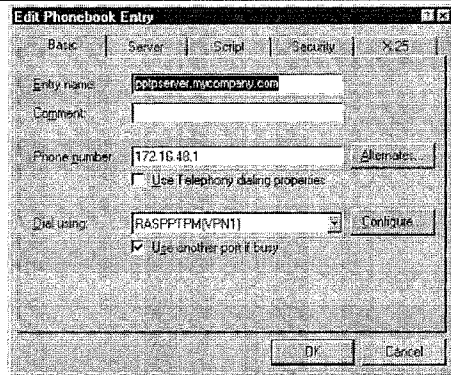 Edit Phonebook Entry
Basic Server Script Security X.25
Entry name: pptpserver.mycompany.com
Comment:
Phone number: 172.16.48.1 Alternates...
Use Telephony dialing properties
Dial using: RASPPTPM(VPN1) Configure...
Use another port if busy
OK Cancel